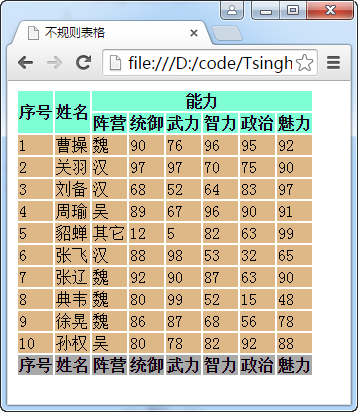 不规则表格
file:///D:/code/Tsingh
能力
序号 姓名
阵营 统御 武力 智力 政治 魅力
1 曹操 魏 90 76 96 95 92
2 关羽 汉 97 97 70 75 90
3 刘备 汉 68 52 64 83 97
4 周瑜 吴 89 67 96 90 91
5 貂蝉 其它 12 5 82 63 99
6 张飞 汉 88 98 53 32 65
7 张辽 魏 92 90 87 63 90
8 典韦 魏 80 99 52 15 48
9 徐晃 魏 86 87 68 56 78
10 孙权 吴 80 78 82 92 88
序号 姓名 阵营 统御 武力 智力 政治 魅力